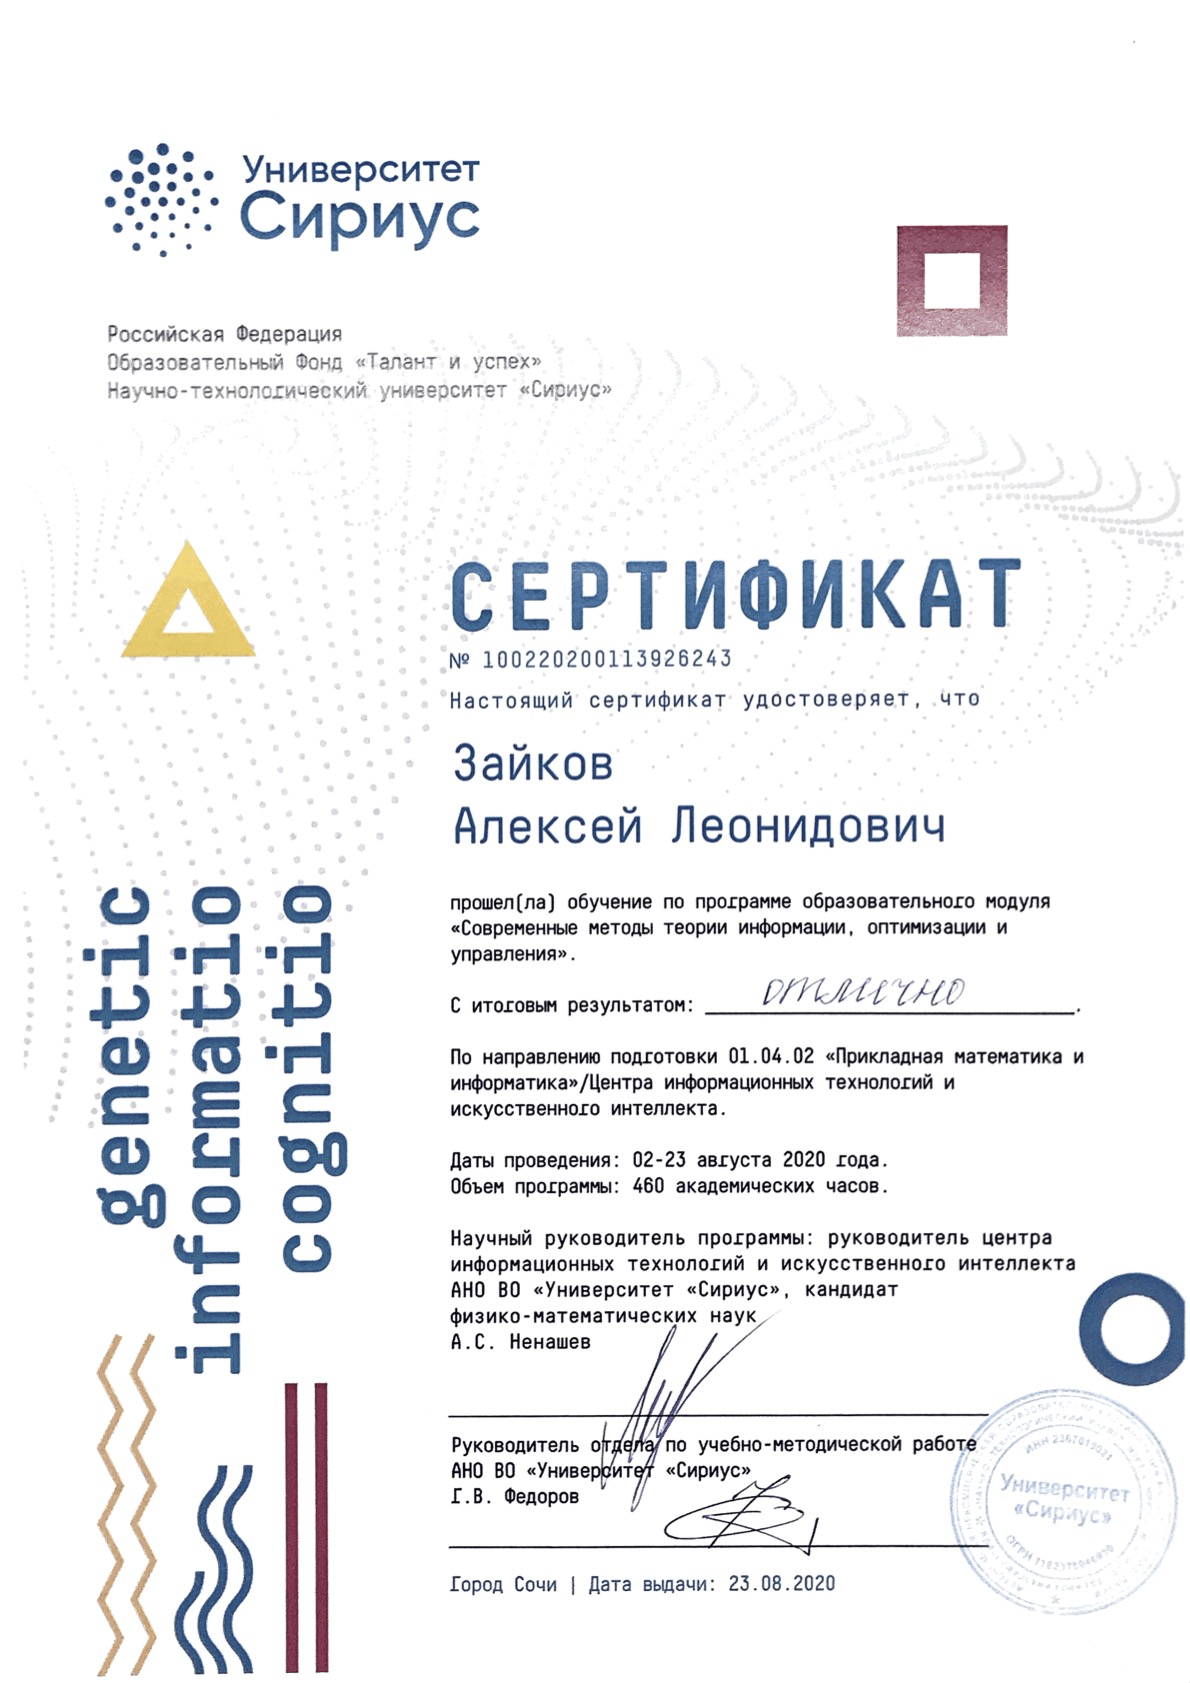 Университет
Сириус
Российская Федерация
Образовательный Фонд «Талант и успех»
Научно-технологический университет «Сириус»
СЕРТИФИКАТ
№ 100220200113926243
Настоящий сертификат удостоверяет, что
Зайков
Алексей Леонидович
прошел(ла) обучение по программе образовательного модуля
«Современные методы теории информации, оптимизации и
управления».
С итоговым результатом: отлично.
По направлению подготовки 01.04.02 «Прикладная математика и
информатика»/Центра информационных технологий и
искусственного интеллекта.
Даты проведения: 02-23 августа 2020 года.
Объем программы: 460 академических часов.
Научный руководитель программы: руководитель центра
информационных технологий и искусственного интеллекта
АНО ВО «Университет «Сириус», кандидат
физико-математических наук
А.С. Ненашев
Руководитель отдела по учебно-методической работе
АНО ВО «Университет «Сириус»
Г.В. Федоров
Город Сочи | Дата выдачи: 23.08.2020
genetic
informatio
cognitio
Университет
«Сириус»